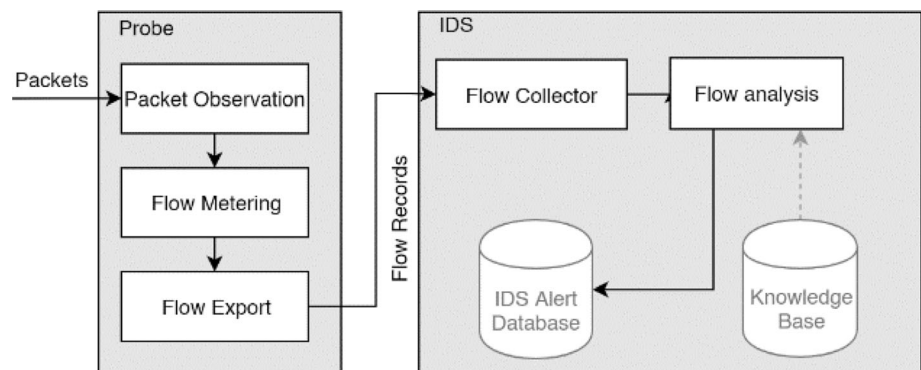 Probe
Packets
Packet Observation
Flow Metering
Flow Export
Flow Records
IDS
Flow Collector
Flow analysis
IDS Alert
Database
Knowledge
Base